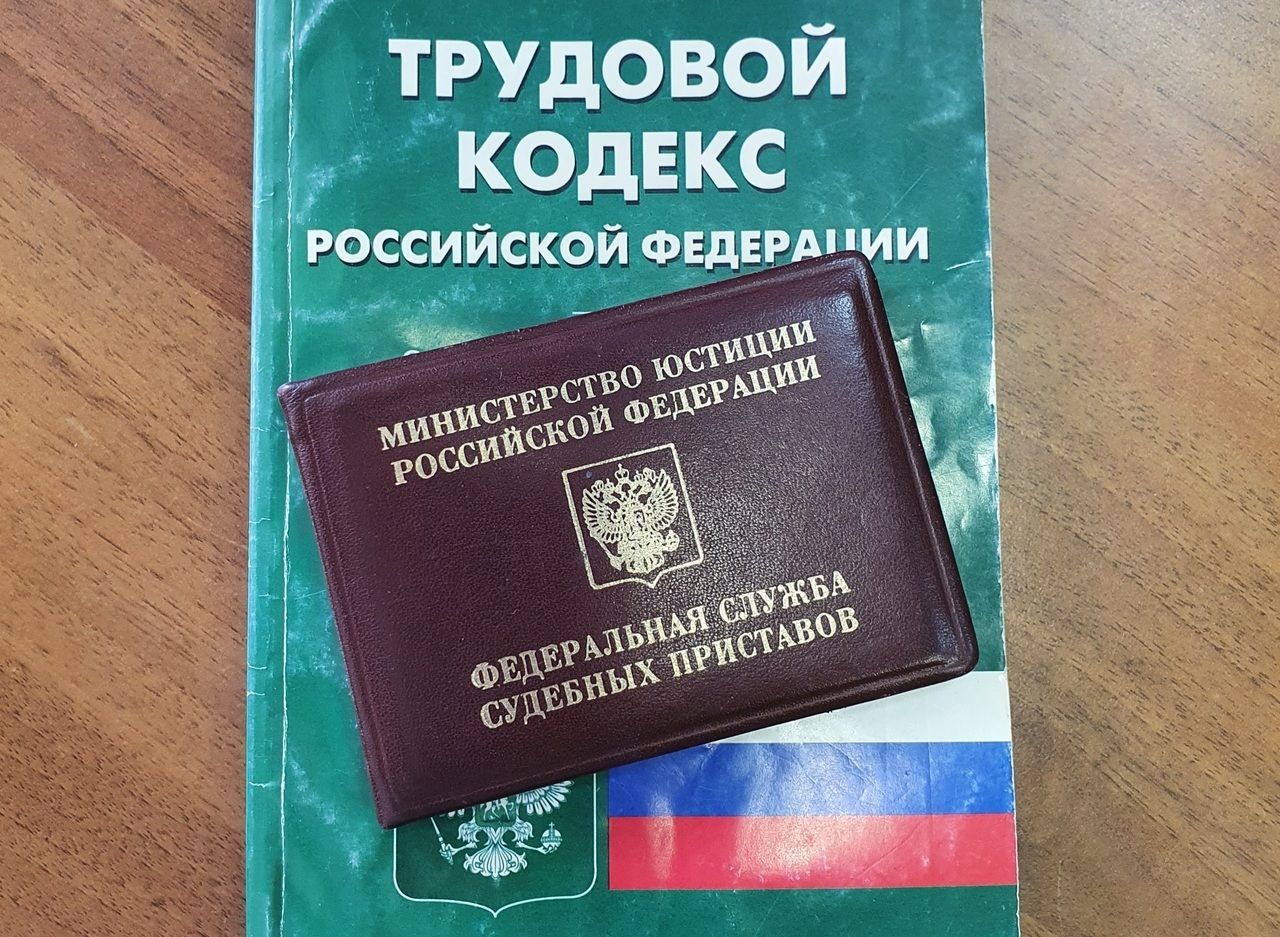 ТРУДОВОЙ
КОДЕКС
РОССИЙСКОЙ ФЕДЕРАЦИИ
МИНИСТЕРСТВО ЮСТИЦИИ
РОССИЙСКОЙ ФЕДЕРАЦИИ
ФЕДЕРАЛЬНАЯ СЛУЖБА
СУДЕБНЫХ ПРИСТАВОВ